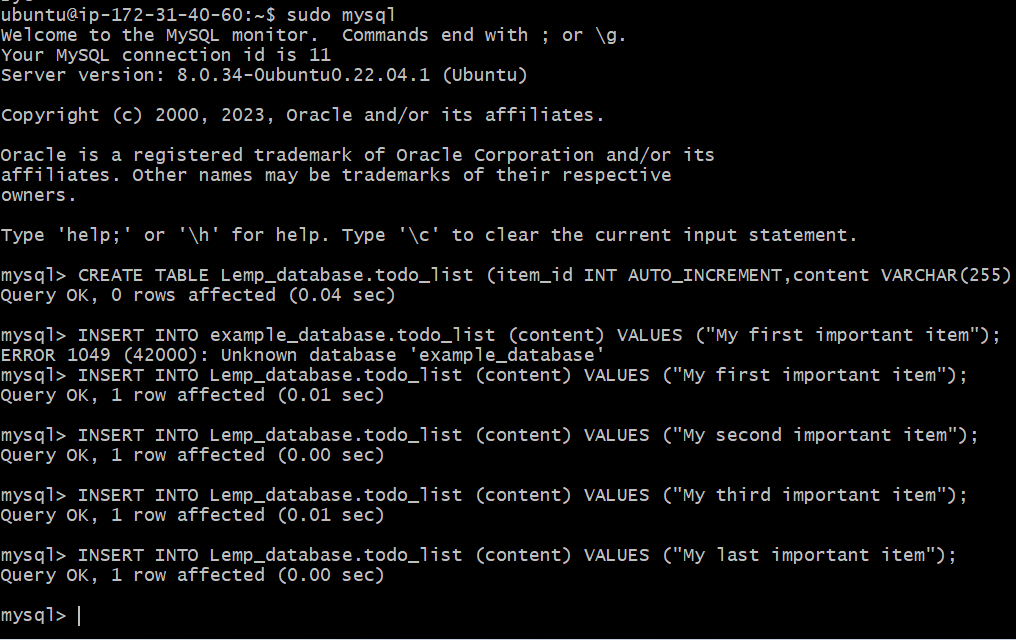 ubuntu@ip-172-31-40-60:~$ sudo mysql
Welcome to the MySQL monitor.  Commands end with ; or \g.
Your MySQL connection id is 11
Server version: 8.0.34-0ubuntu0.22.04.1 (Ubuntu)
Copyright (c) 2000, 2023, Oracle and/or its affiliates.
Oracle is a registered trademark of Oracle Corporation and/or its
affiliates. Other names may be trademarks of their respective
owners.
Type 'help;' or '\h' for help. Type '\c' to clear the current input statement.
mysql> CREATE TABLE Lemp_database.todo_list (item_id INT AUTO_INCREMENT,content VARCHAR(255)
Query OK, 0 rows affected (0.04 sec)
mysql> INSERT INTO example_database.todo_list (content) VALUES ("My first important item");
ERROR 1049 (42000): Unknown database 'example_database'
mysql> INSERT INTO Lemp_database.todo_list (content) VALUES ("My first important item");
Query OK, 1 row affected (0.01 sec)
mysql> INSERT INTO Lemp_database.todo_list (content) VALUES ("My second important item");
Query OK, 1 row affected (0.00 sec)
mysql> INSERT INTO Lemp_database.todo_list (content) VALUES ("My third important item");
Query OK, 1 row affected (0.01 sec)
mysql> INSERT INTO Lemp_database.todo_list (content) VALUES ("My last important item");
Query OK, 1 row affected (0.00 sec)
mysql>